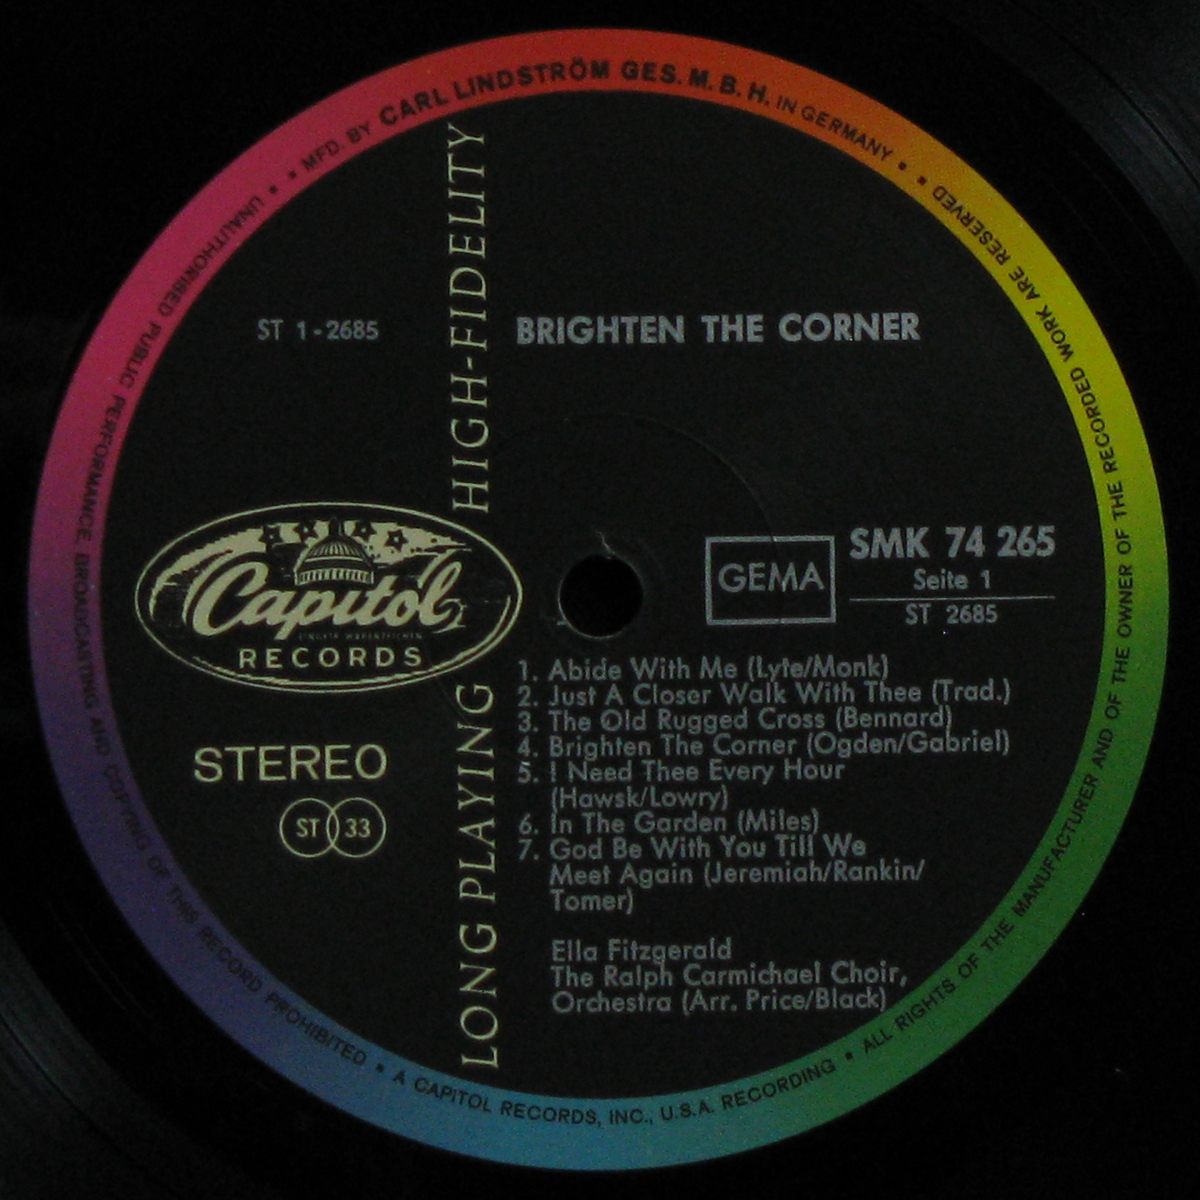 MFD. BY CARL LINDSTRÖM GES. M. B. H. IN GERMANY
ALL RIGHTS OF THE MANUFACTURER AND OF THE OWNER OF THE RECORDED WORK ARE RESERVED
UNAUTHORISED PUBLIC PERFORMANCE, BROADCASTING AND COPYING OF THIS RECORD PROHIBITED • A CAPITOL RECORDS, INC., U.S.A. RECORDING •
LONG PLAYING HIGH-FIDELITY
ST 1-2685
BRIGHTEN THE CORNER
Capitol
EINGETR. WARENZEICHEN
RECORDS
STEREO
ST 33
GEMA
SMK 74 265
Seite 1
ST 2685
1. Abide With Me (Lyte/Monk)
2. Just A Closer Walk With Thee (Trad.)
3. The Old Rugged Cross (Bennard)
4. Brighten The Corner (Ogden/Gabriel)
5. I Need Thee Every Hour
(Hawsk/Lowry)
6. In The Garden (Miles)
7. God Be With You Till We
Meet Again (Jeremiah/Rankin/
Tomer)
Ella Fitzgerald
The Ralph Carmichael Choir,
Orchestra (Arr. Price/Black)